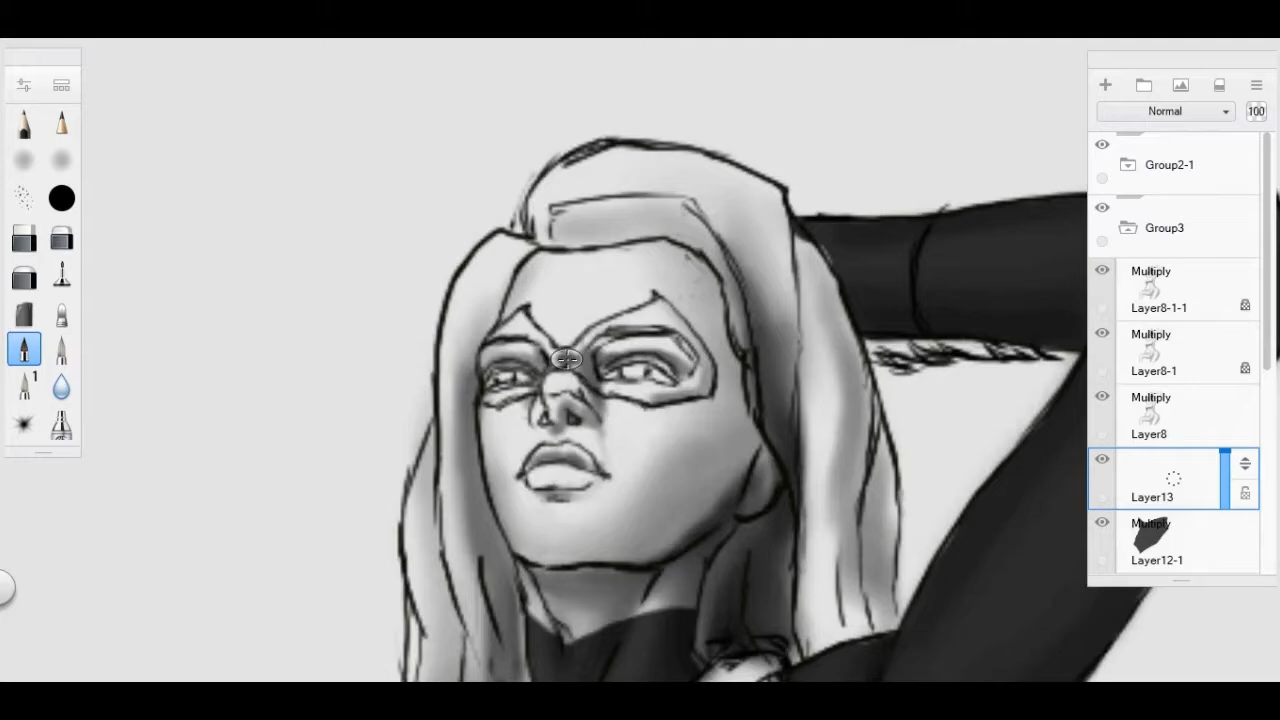 Normal
100
Group2-1
Group3
Multiply
Layer8-1-1
Multiply
Layer8-1
Multiply
Layer8
Layer13
Multiply
Layer12-1
1